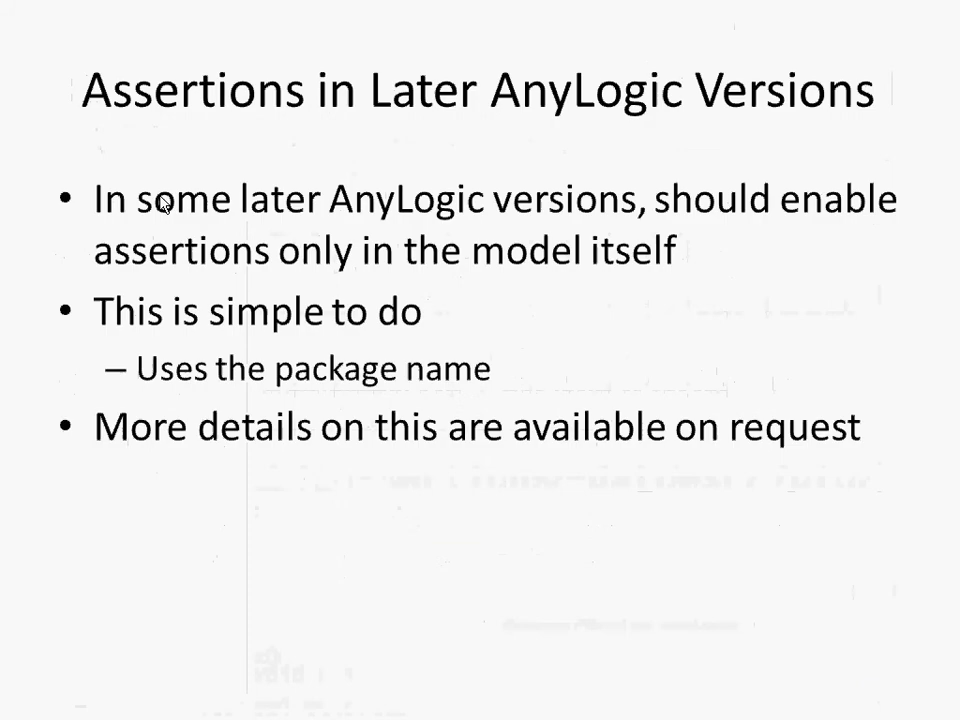 Assertions in Later AnyLogic Versions
• In some later AnyLogic versions, should enable
assertions only in the model itself
• This is simple to do
– Uses the package name
• More details on this are available on request